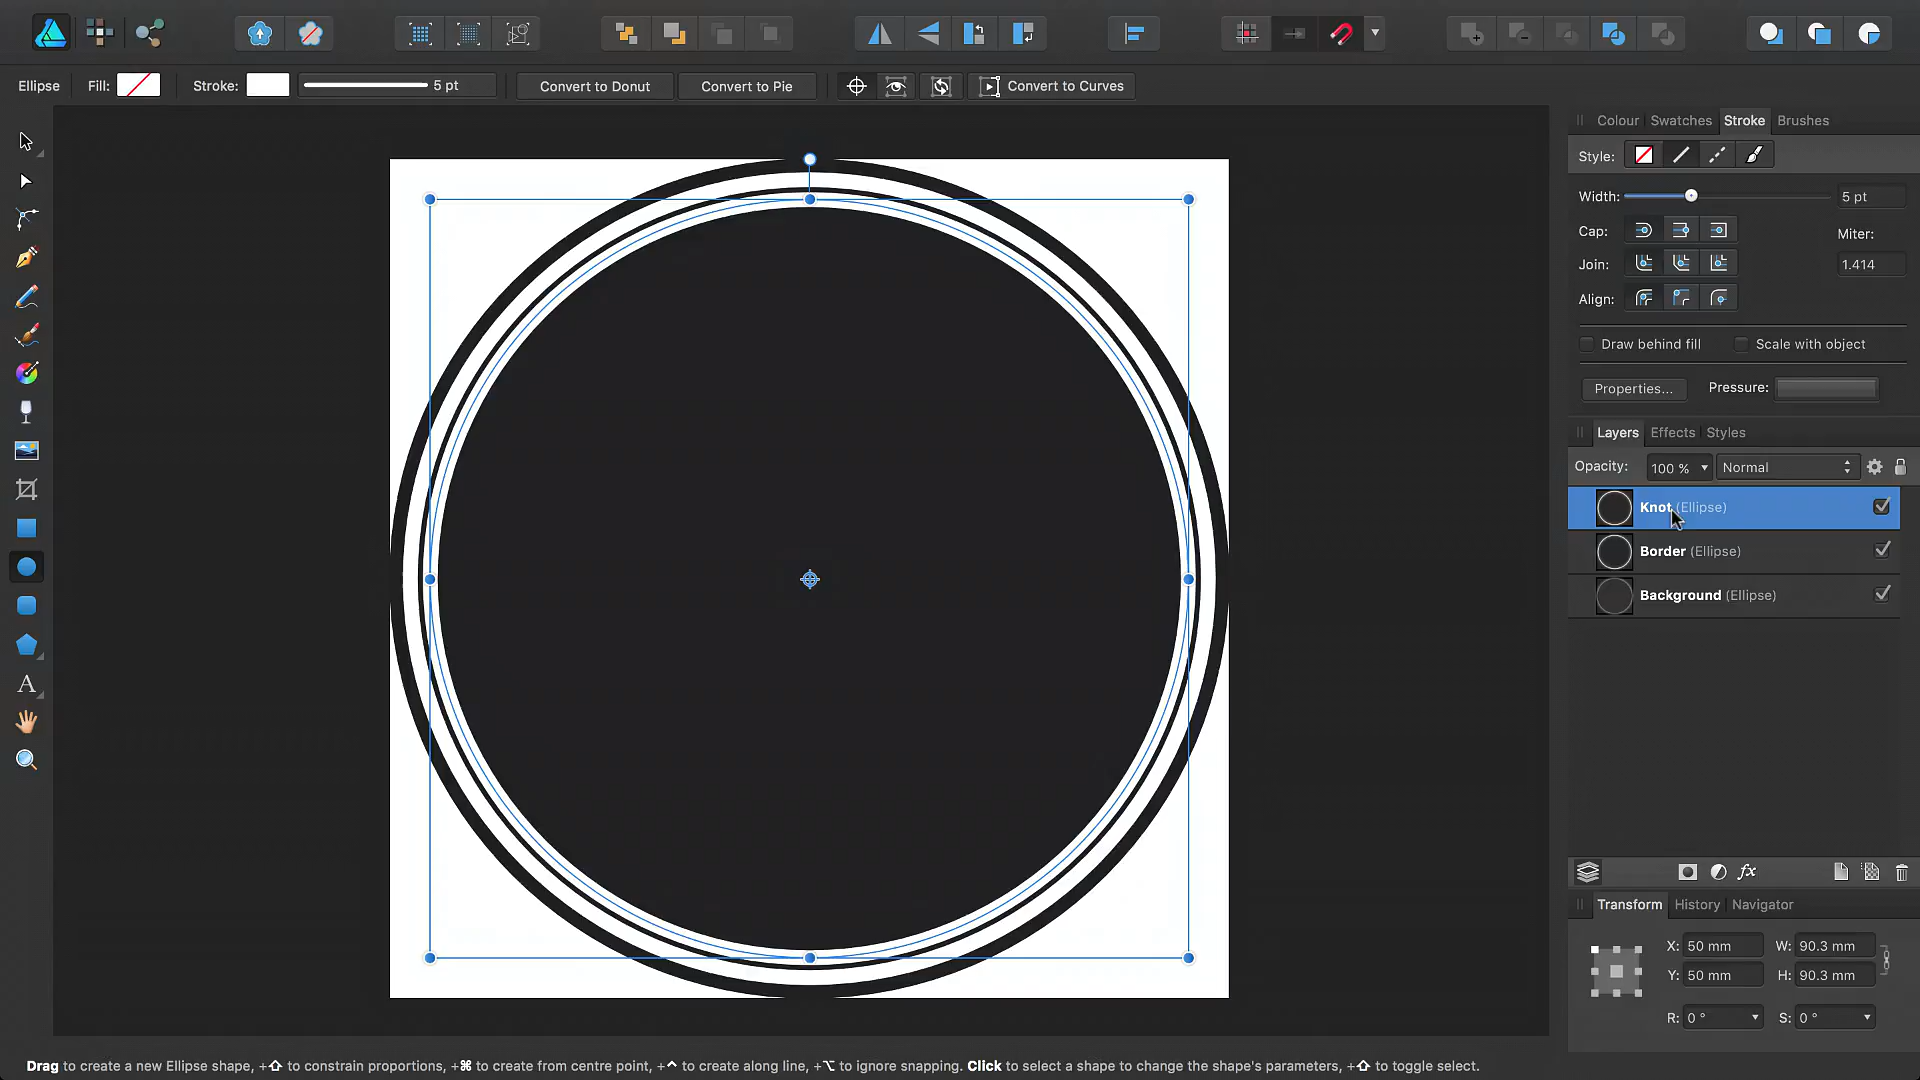 Ellipse Fill: Stroke: 5 pt Convert to Donut Convert to Pie Convert to Curves
Colour Swatches Stroke Brushes
Style:
Width: 5 pt
Cap: Miter:
Join: 1.414
Align:
Draw behind fill Scale with object
Properties... Pressure:
Layers Effects Styles
Opacity: 100 % Normal
Knot (Ellipse)
Border (Ellipse)
Background (Ellipse)
fx
Transform History Navigator
X: 50 mm W: 90.3 mm
Y: 50 mm H: 90.3 mm
R: 0 ° S: 0 °
A
Drag to create a new Ellipse shape, +⇧ to constrain proportions, +⌘ to create from centre point, +⌃ to create along line, +⌥ to ignore snapping. Click to select a shape to change the shape's parameters, +⇧ to toggle select.